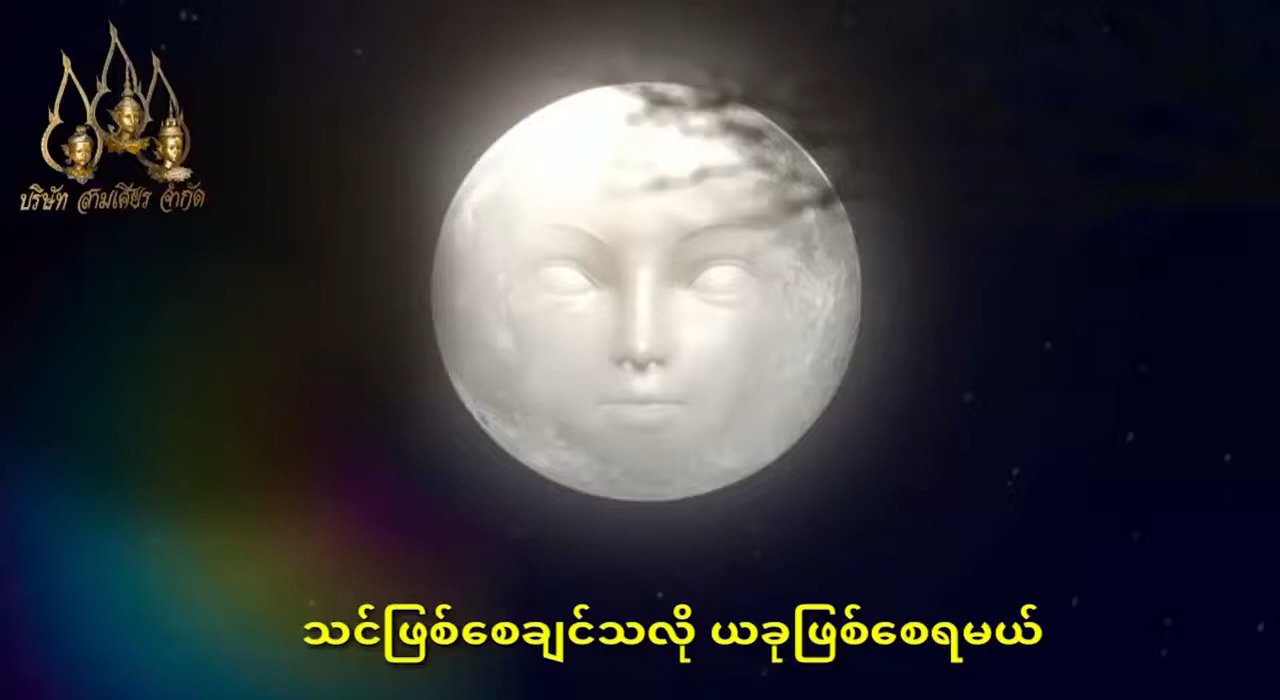 บริษัท สามเศียร จำกัด
သင်ဖြစ်စေချင်သလို ယခုဖြစ်စေရမယ်